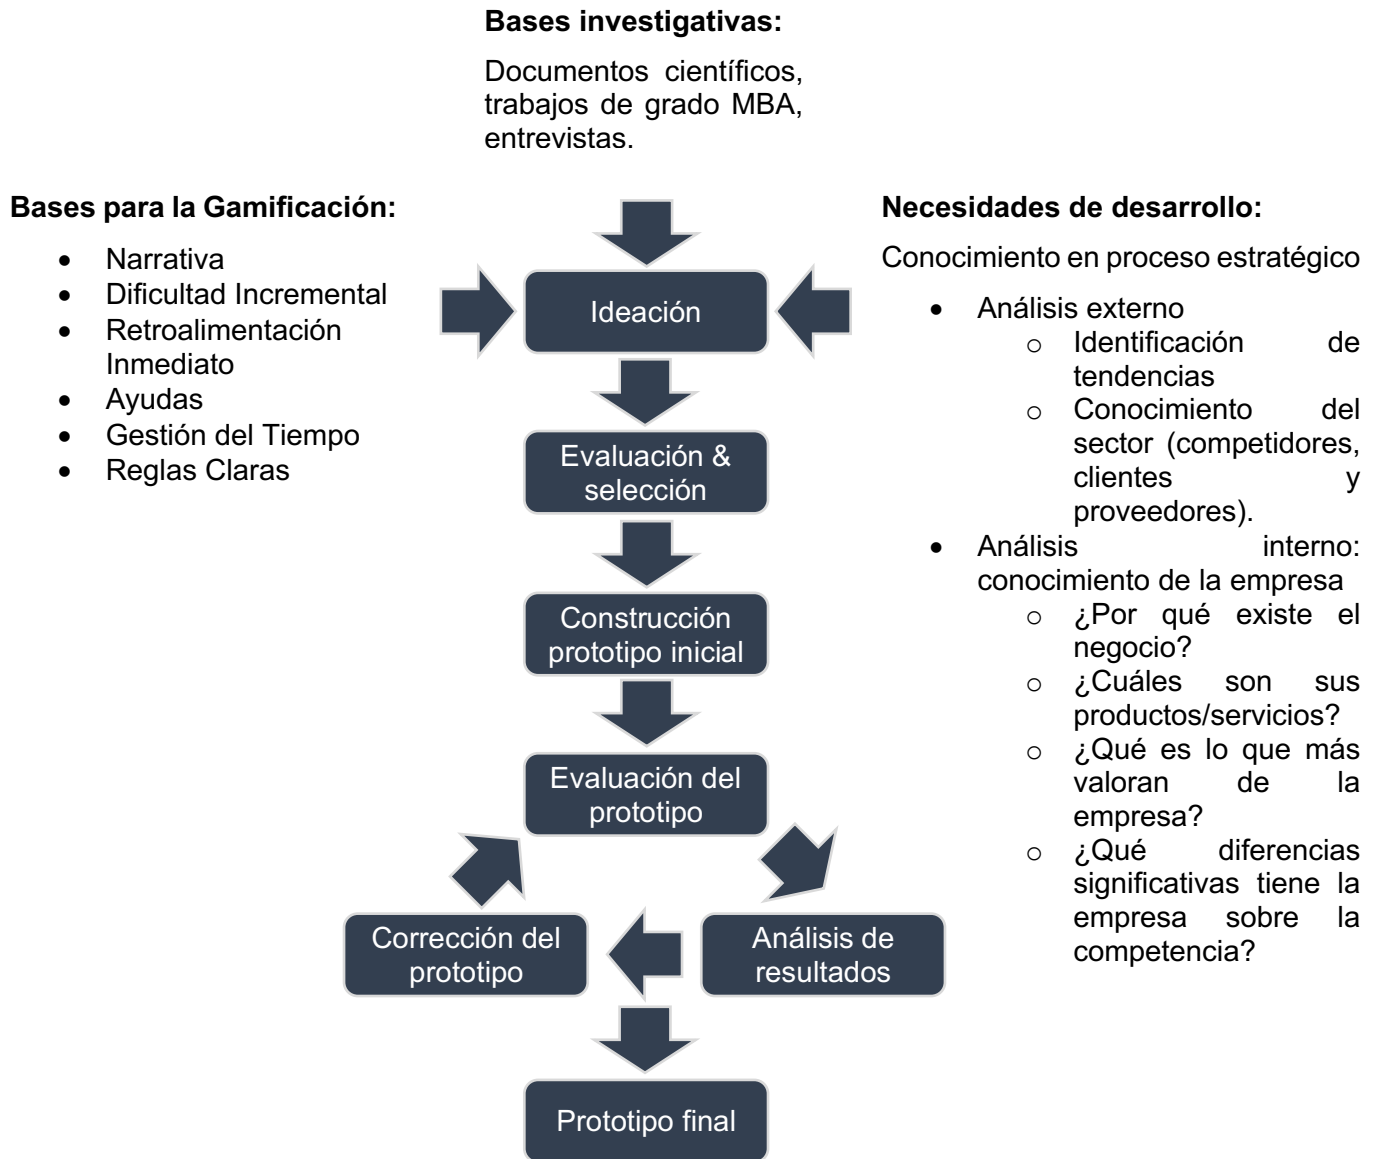 Bases investigativas:
Documentos científicos,
trabajos de grado MBA,
entrevistas.
Bases para la Gamificación:
• Narrativa
• Dificultad Incremental
• Retroalimentación
Inmediato
• Ayudas
• Gestión del Tiempo
• Reglas Claras
Necesidades de desarrollo:
Conocimiento en proceso estratégico
• Análisis externo
o Identificación de
tendencias
o Conocimiento del
sector (competidores,
clientes y
proveedores).
• Análisis interno:
conocimiento de la empresa
o ¿Por qué existe el
negocio?
o ¿Cuáles son sus
productos/servicios?
o ¿Qué es lo que más
valoran de la
empresa?
o ¿Qué diferencias
significativas tiene la
empresa sobre la
competencia?
Ideación
Evaluación &
selección
Construcción
prototipo inicial
Evaluación del
prototipo
Corrección del
prototipo
Análisis de
resultados
Prototipo final